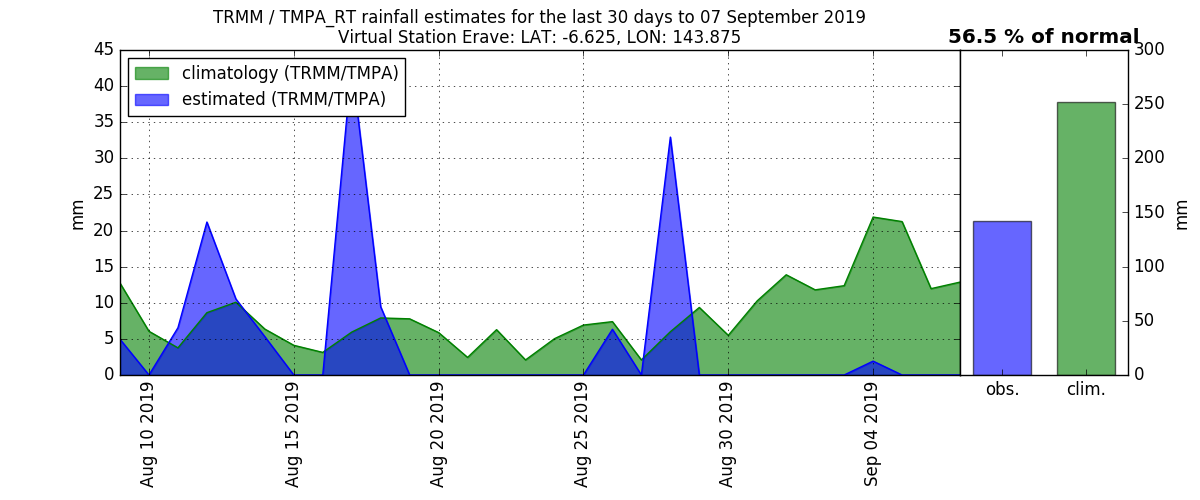 TRMM / TMPA_RT rainfall estimates for the last 30 days to 07 September 2019
Virtual Station Erave: LAT: -6.625, LON: 143.875
56.5 % of normal
climatology (TRMM/TMPA)
estimated (TRMM/TMPA)
mm
45
40
35
30
25
20
15
10
5
0
Aug 10 2019
Aug 15 2019
Aug 20 2019
Aug 25 2019
Aug 30 2019
Sep 04 2019
obs.
clim.
300
250
200
150
100
50
0
mm